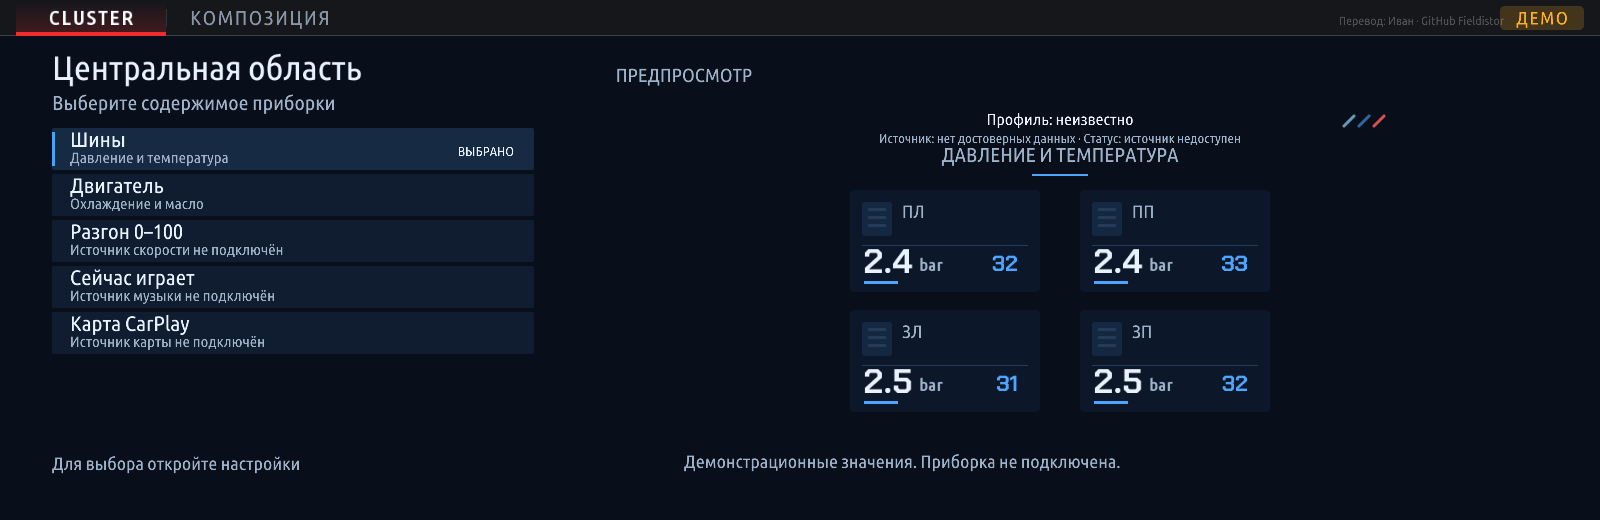 CLUSTER
КОМПОЗИЦИЯ
Перевод: Иван · GitHub Fieldistor
ДЕМО
Центральная область
Выберите содержимое приборки
Шины
Давление и температура
ВЫБРАНО
Двигатель
Охлаждение и масло
Разгон 0–100
Источник скорости не подключён
Сейчас играет
Источник музыки не подключён
Карта CarPlay
Источник карты не подключён
Для выбора откройте настройки
ПРЕДПРОСМОТР
Профиль: неизвестно
Источник: нет достоверных данных · Статус: источник недоступен
ДАВЛЕНИЕ И ТЕМПЕРАТУРА
ПЛ
2.4 bar 32
ПП
2.4 bar 33
ЗЛ
2.5 bar 31
ЗП
2.5 bar 32
Демонстрационные значения. Приборка не подключена.